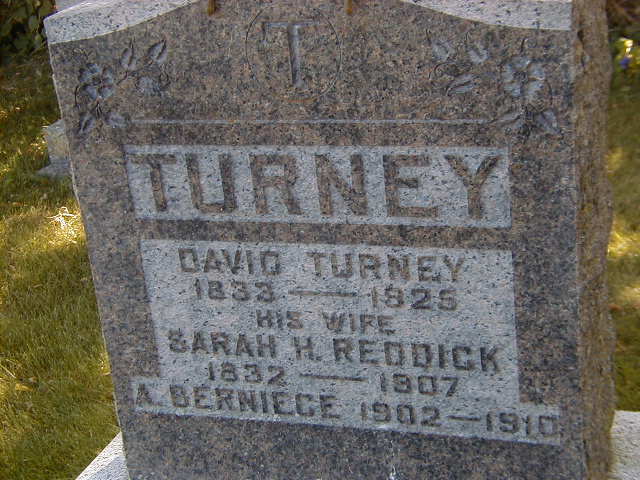 T
TURNEY
DAVID TURNEY
1833 — 1925
HIS WIFE
SARAH H. REDDICK
1832 — 1907
A. BERNIECE 1902 — 1910